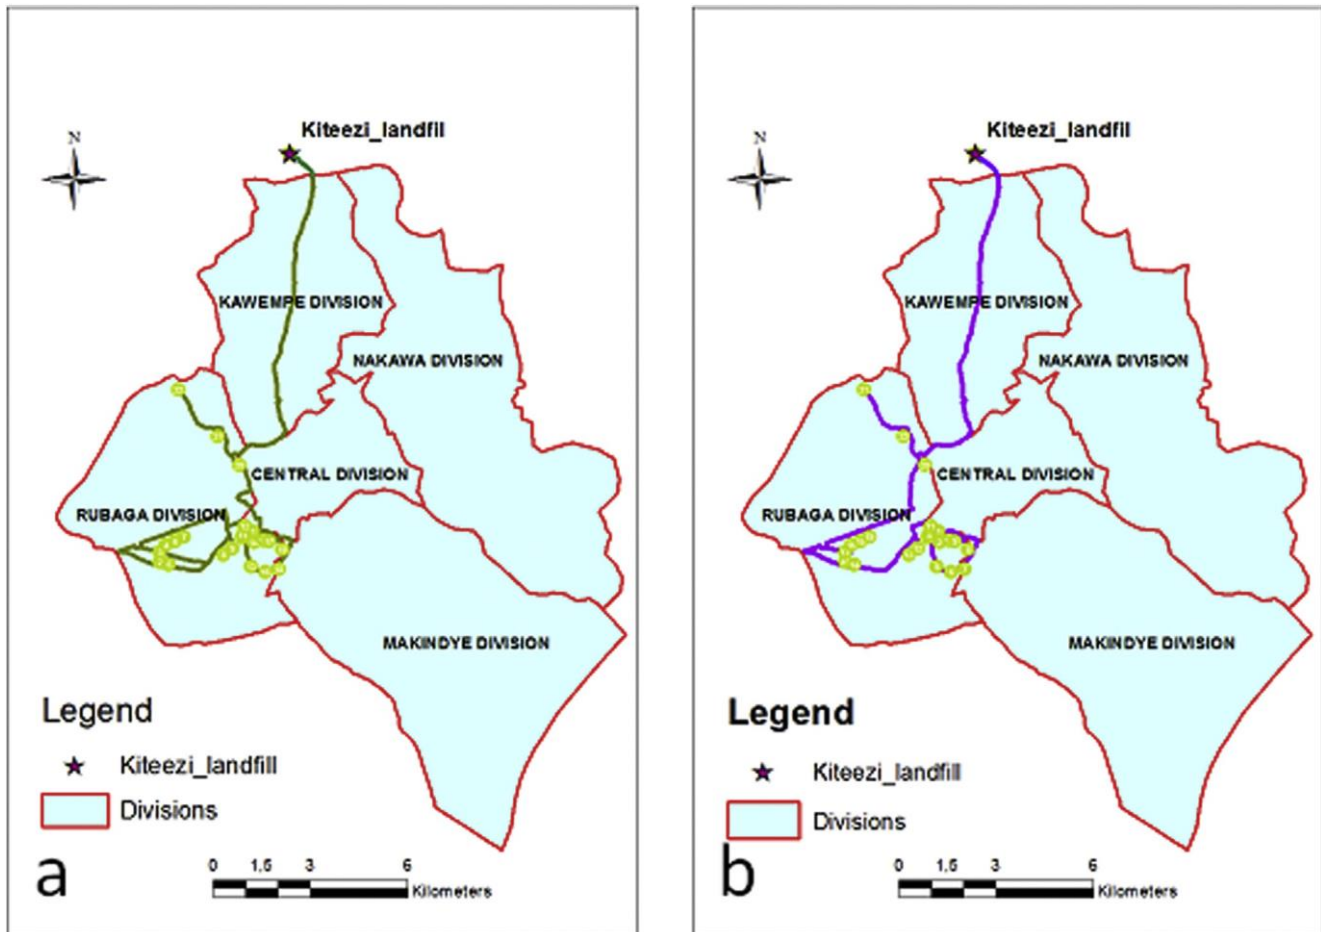 Kiteezi_landfil
N
KAWEMPE DIVISION
NAKAWA DIVISION
CENTRAL DIVISION
RUBAGA DIVISION
MAKINDYE DIVISION
Legend
Kiteezi_landfill
Divisions
a
0 1,5 3 6
Kilometers
Kiteezi_landfil
N
KAWEMPE DIVISION
NAKAWA DIVISION
CENTRAL DIVISION
RUBAGA DIVISION
MAKINDYE DIVISION
Legend
Kiteezi_landfill
Divisions
b
0 1,5 3 6
Kilometers